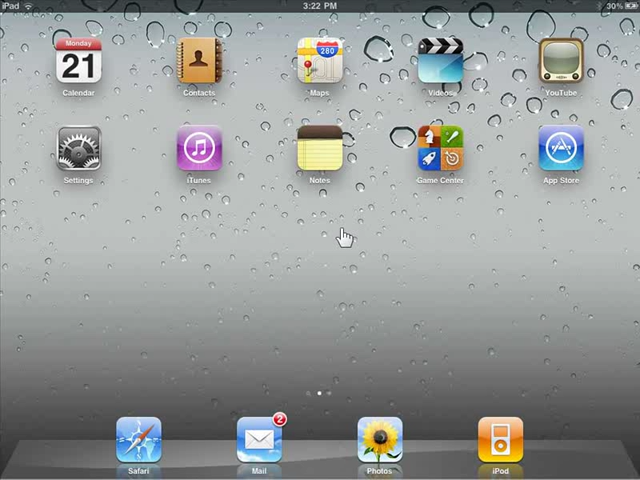 iPad 3:22 PM 30%
Monday
21
280
Calendar Contacts Maps Videos YouTube
Settings iTunes Notes Game Center App Store
2
Safari Mail Photos iPod